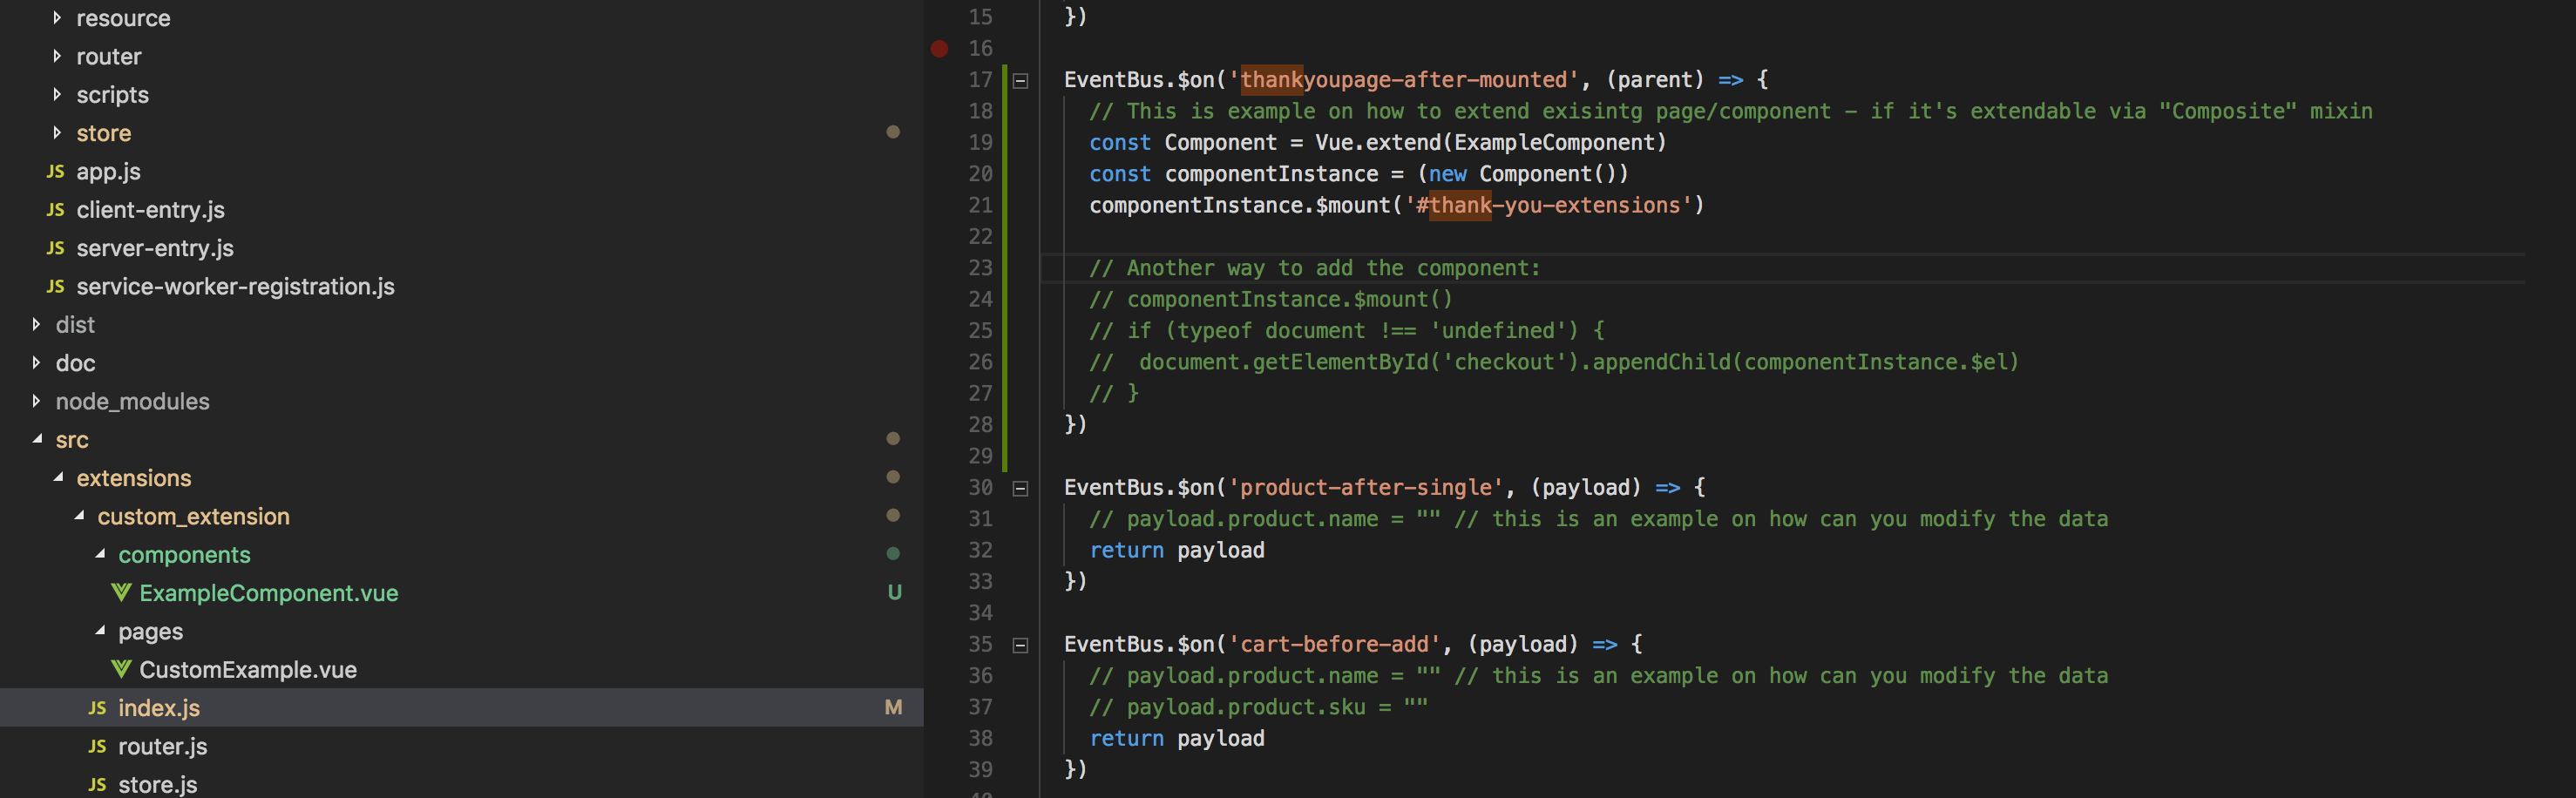 resource
router
scripts
store
JS app.js
JS client-entry.js
JS server-entry.js
JS service-worker-registration.js
dist
doc
node_modules
src
extensions
custom_extension
components
ExampleComponent.vue U
pages
CustomExample.vue
JS index.js M
JS router.js
JS store.js
15 })
16
17 EventBus.$on('thankyoupage-after-mounted', (parent) => {
18 // This is example on how to extend exisintg page/component - if it's extendable via "Composite" mixin
19 const Component = Vue.extend(ExampleComponent)
20 const componentInstance = (new Component())
21 componentInstance.$mount('#thank-you-extensions')
22
23 // Another way to add the component:
24 // componentInstance.$mount()
25 // if (typeof document !== 'undefined') {
26 //  document.getElementById('checkout').appendChild(componentInstance.$el)
27 // }
28 })
29
30 EventBus.$on('product-after-single', (payload) => {
31 // payload.product.name = "" // this is an example on how can you modify the data
32 return payload
33 })
34
35 EventBus.$on('cart-before-add', (payload) => {
36 // payload.product.name = "" // this is an example on how can you modify the data
37 // payload.product.sku = ""
38 return payload
39 })